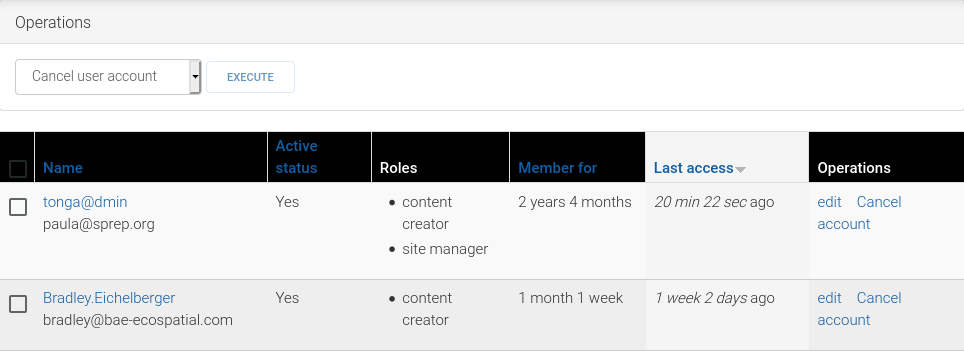 Operations
Cancel user account
EXECUTE
Active
status
Name
Roles
Member for
Last access
Operations
tonga@dmin
paula@sprep.org
Yes
content
creator
site manager
2 years 4 months
20 min 22 sec ago
edit Cancel
account
Bradley.Eichelberger
bradley@bae-ecospatial.com
Yes
content
creator
1 month 1 week
1 week 2 days ago
edit Cancel
account